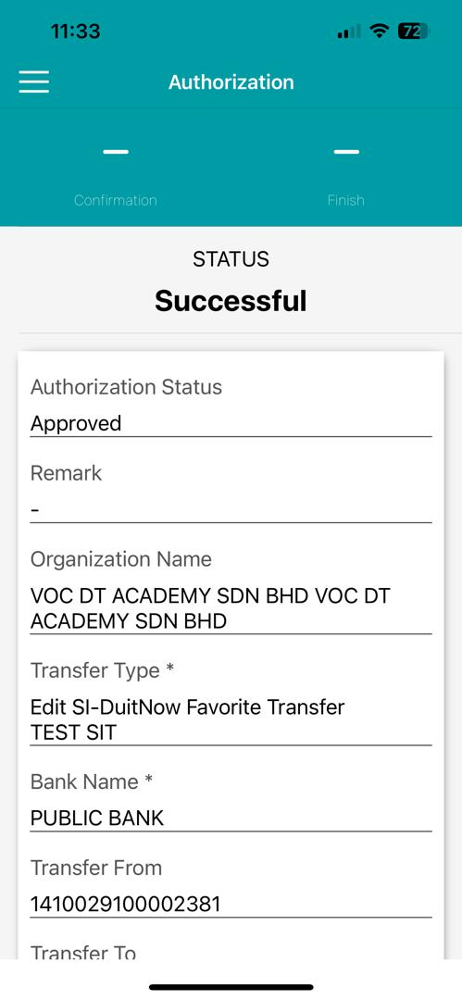 11:33
72
Authorization
Confirmation
Finish
STATUS
Successful
Authorization Status
Approved
Remark
-
Organization Name
VOC DT ACADEMY SDN BHD VOC DT
ACADEMY SDN BHD
Transfer Type *
Edit SI-DuitNow Favorite Transfer
TEST SIT
Bank Name *
PUBLIC BANK
Transfer From
1410029100002381
Transfer To